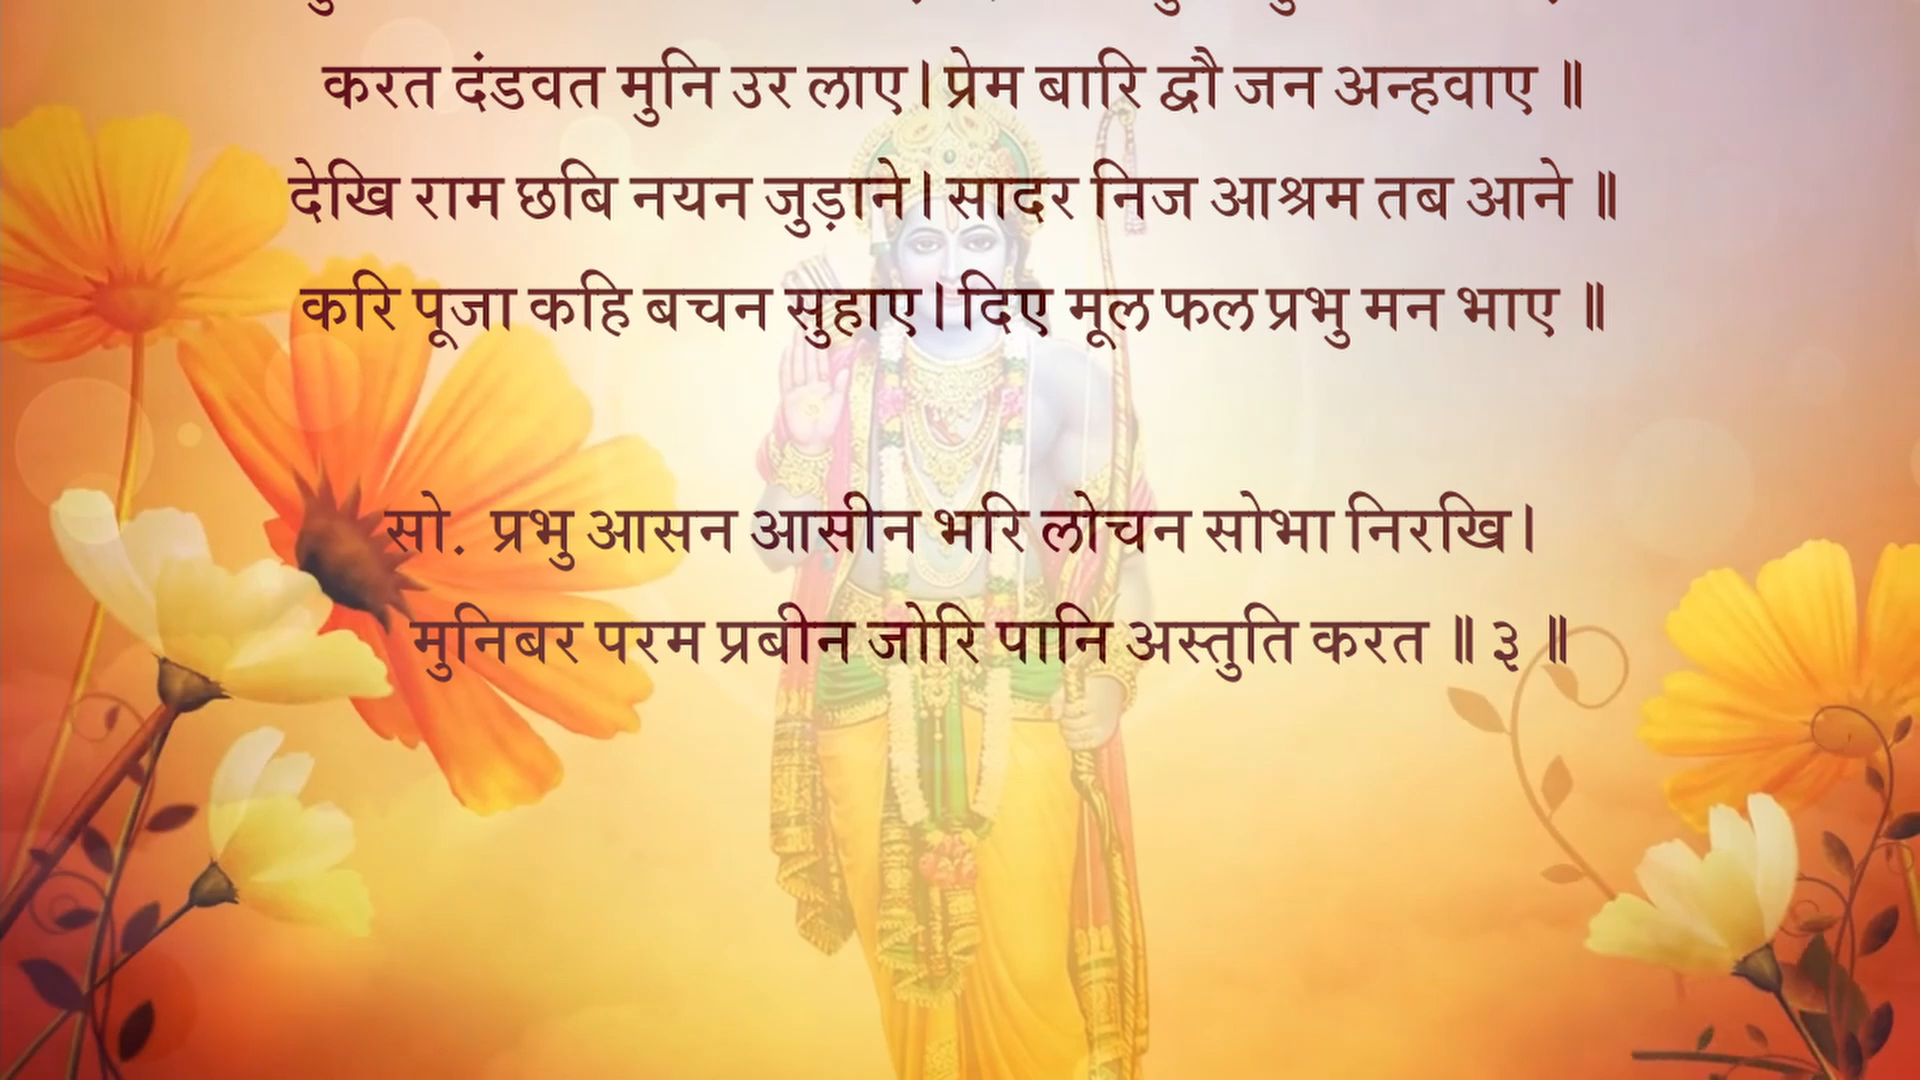 करत दंडवत मुनि उर लाए। प्रेम बारि द्वौ जन अन्हवाए ॥
देखि राम छबि नयन जुड़ाने। सादर निज आश्रम तब आने ॥
करि पूजा कहि बचन सुहाए। दिए मूल फल प्रभु मन भाए ॥
सो. प्रभु आसन आसीन भरि लोचन सोभा निरखि।
मुनिबर परम प्रबीन जोरि पानि अस्तुति करत ॥ ३ ॥